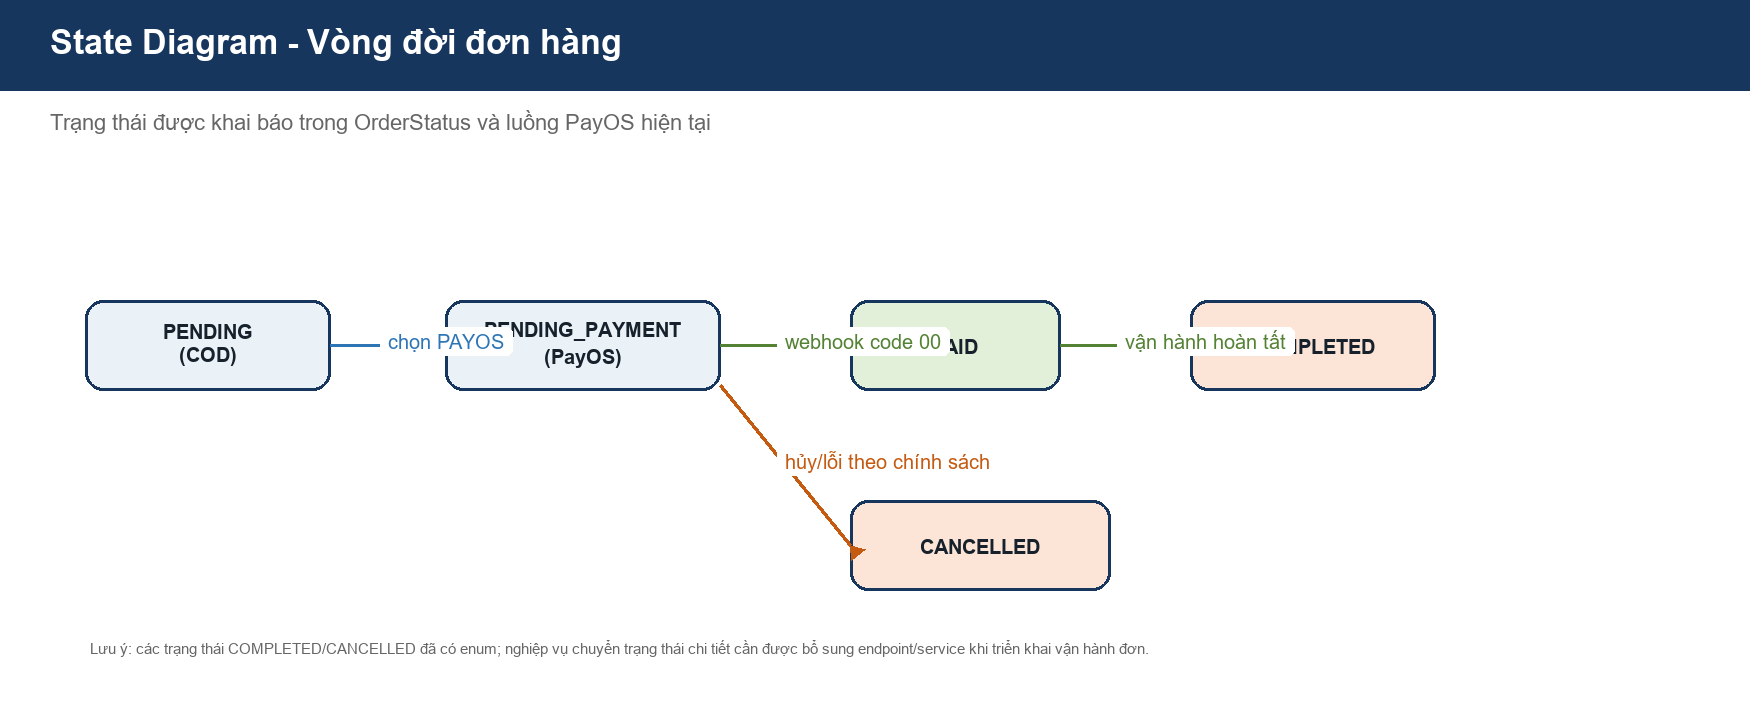 State Diagram - Vòng đời đơn hàng
Trạng thái được khai báo trong OrderStatus và luồng PayOS hiện tại
PENDING
(COD)
chọn PAYOS
PENDING_PAYMENT
(PayOS)
webhook code 00
AID
vận hành hoàn tất
MPLETED
hủy/lỗi theo chính sách
CANCELLED
Lưu ý: các trạng thái COMPLETED/CANCELLED đã có enum; nghiệp vụ chuyển trạng thái chi tiết cần được bổ sung endpoint/service khi triển khai vận hành đơn.